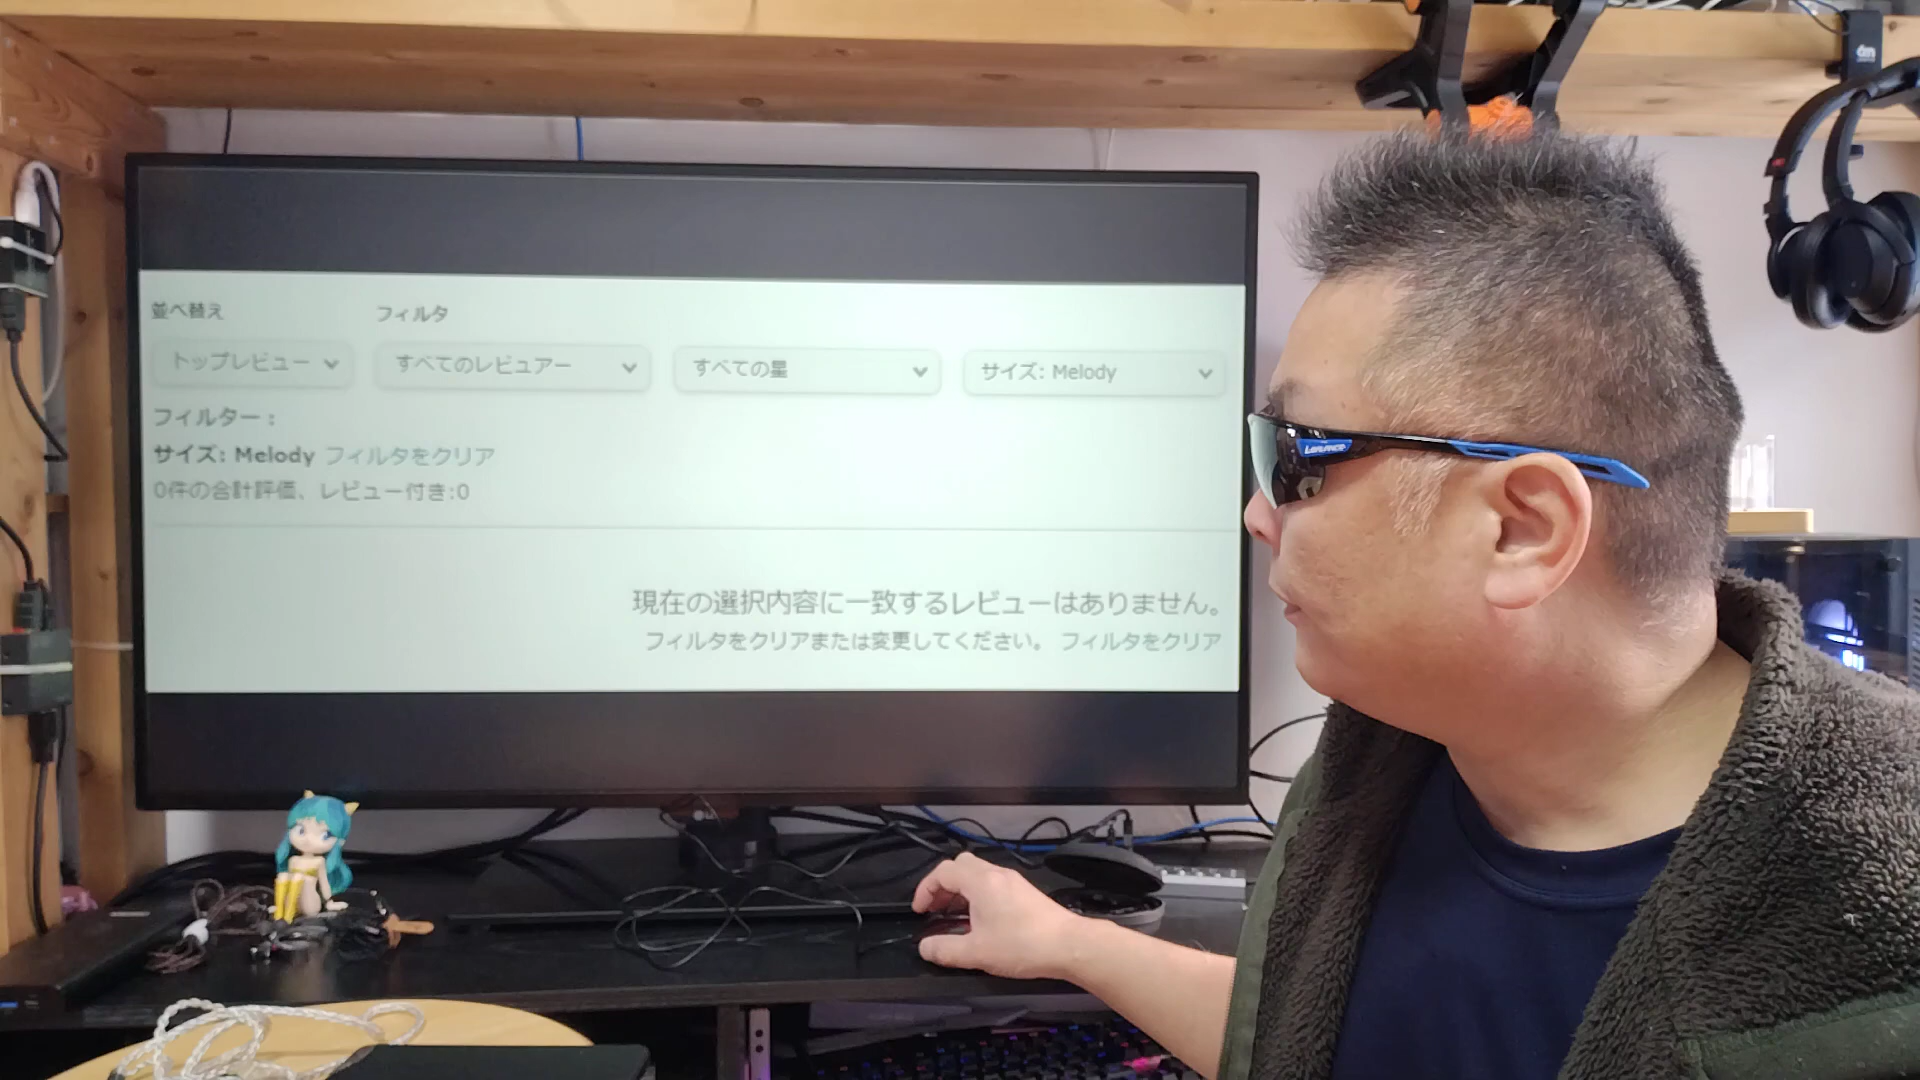 並べ替え
フィルタ
トップレビュー
すべてのレビュアー
すべての星
サイズ: Melody
フィルター：
サイズ: Melody フィルタをクリア
0件の合計評価、レビュー付き:0
現在の選択内容に一致するレビューはありません。
フィルタをクリアまたは変更してください。 フィルタをクリア